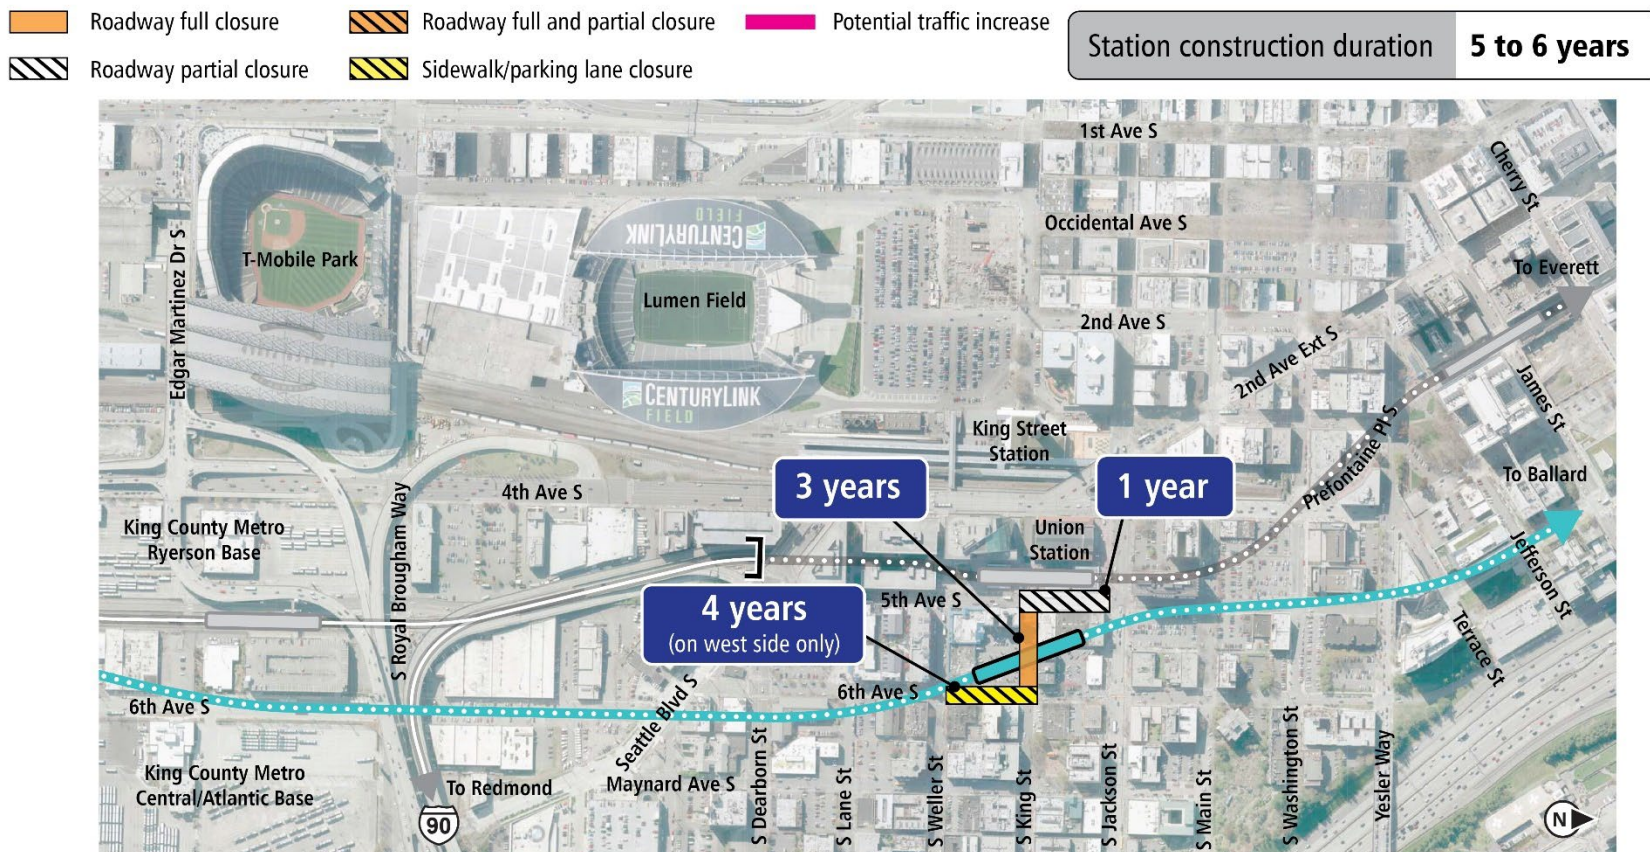 Roadway full closure
Roadway full and partial closure
Potential traffic increase
Roadway partial closure
Sidewalk/parking lane closure
Station construction duration
5 to 6 years
1st Ave S
Cherry St
Occidental Ave S
Edgar Martinez Dr S
T-Mobile Park
CENTURYLINK
FIELD
Lumen Field
To Everett
2nd Ave S
2nd Ave Ext S
CENTURYLINK
FIELD
James St
King Street
Station
Prefontaine Pl S
To Ballard
3 years
1 year
4th Ave S
S Royal Brougham Way
King County Metro
Ryerson Base
Union
Station
Jefferson St
4 years
(on west side only)
5th Ave S
Terrace St
6th Ave S
6th Ave S
Seattle Blvd S
King County Metro
Central/Atlantic Base
To Redmond
Maynard Ave S
90
S Dearborn St
S Lane St
S Weller St
S King St
S Jackson St
S Main St
S Washington St
Yesler Way
N